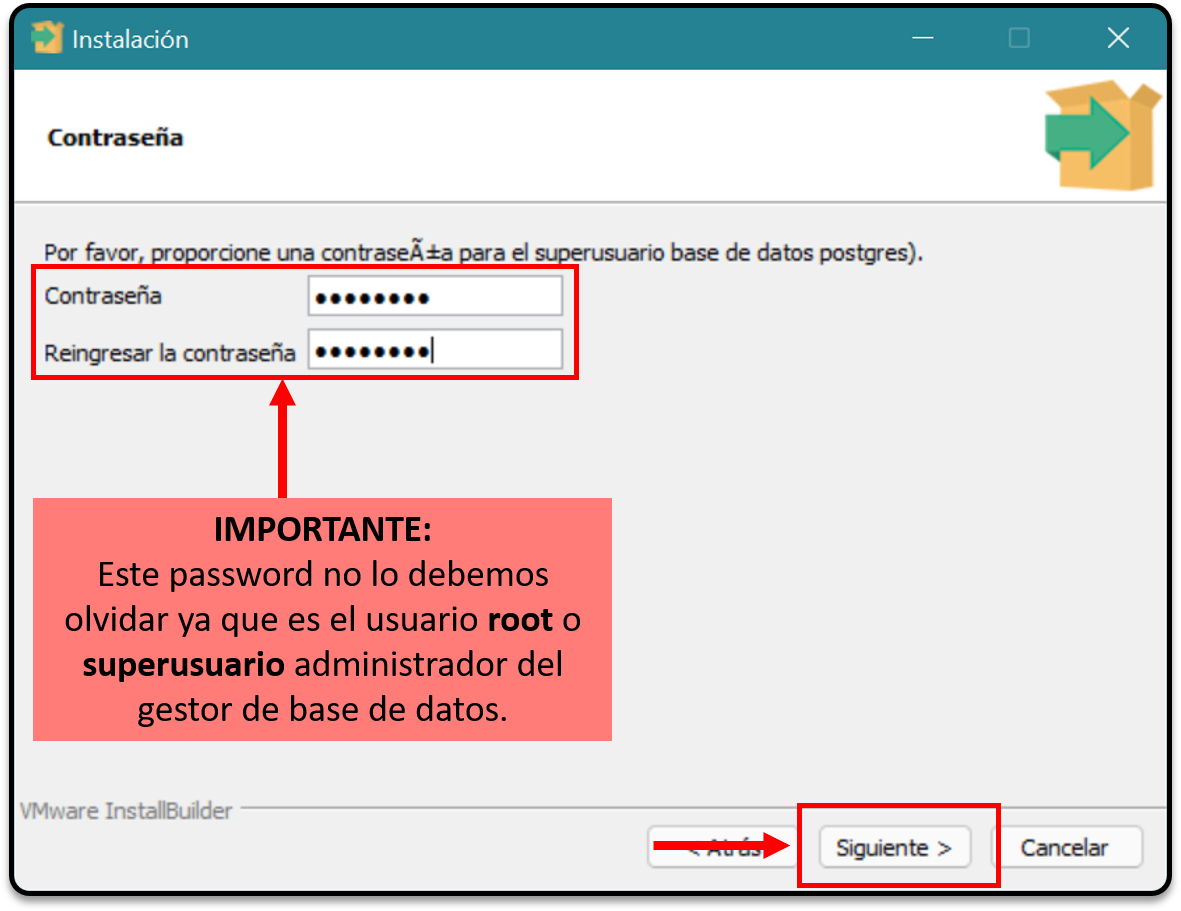 Instalación
Contraseña
Por favor, proporcione una contraseÃ±a para el superusuario base de datos postgres).
Contraseña
Reingresar la contraseña
IMPORTANTE:
Este password no lo debemos
olvidar ya que es el usuario root o
superusuario administrador del
gestor de base de datos.
VMware InstallBuilder
< Atrás
Siguiente >
Cancelar